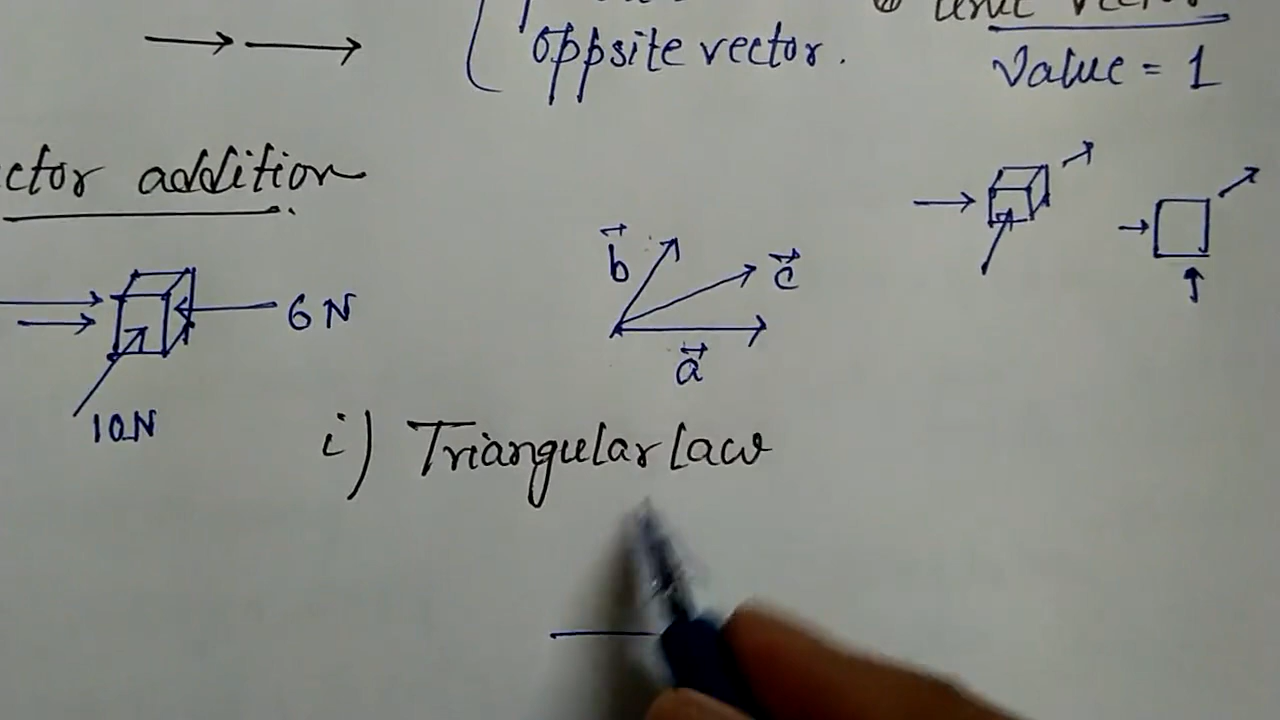 oppsite vector.
Value = 1
ctor addition
b
c
6 N
a
10N
i) Triangular law